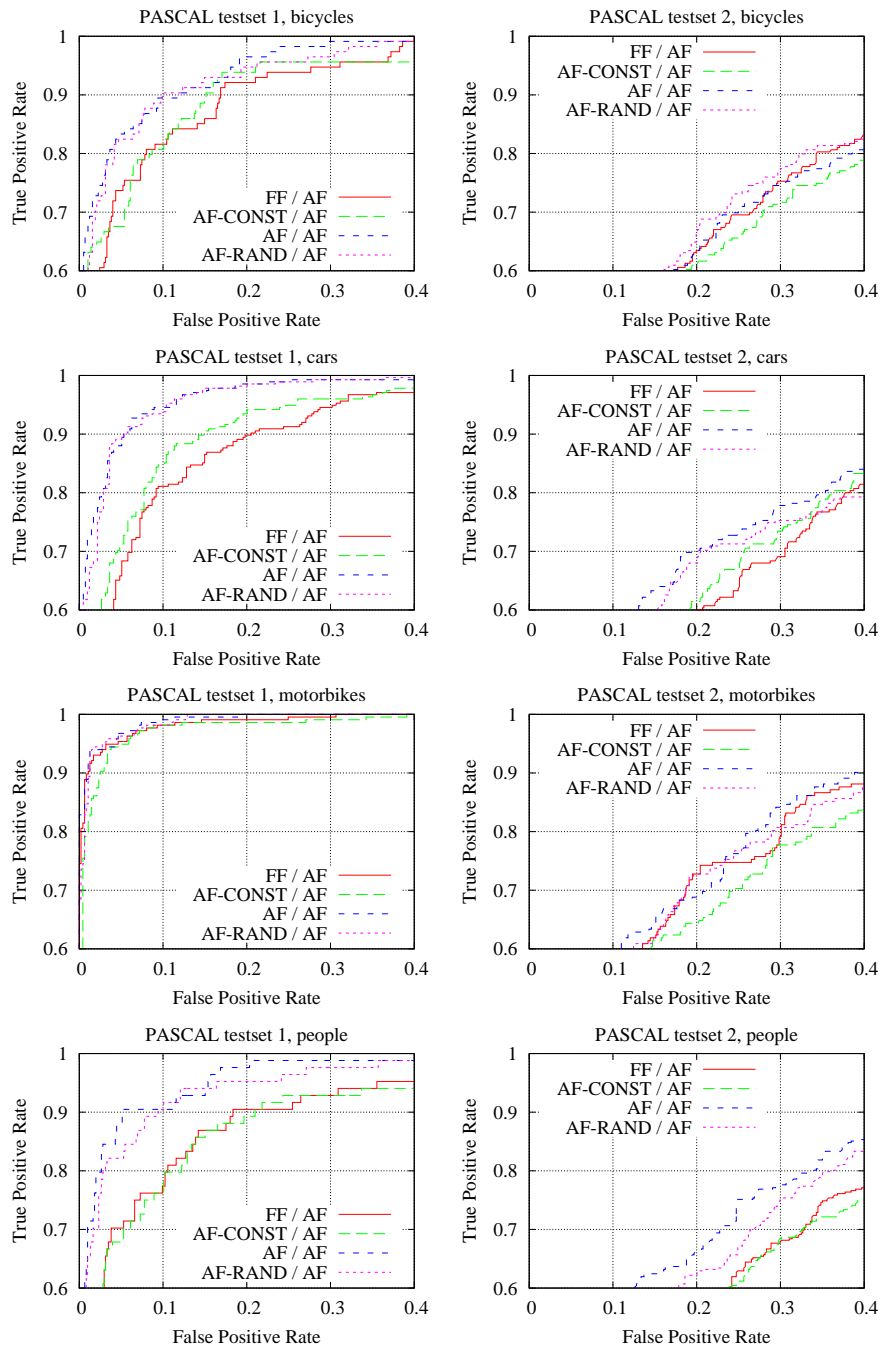 PASCAL testset 1, bicycles
True Positive Rate
1
0.9
0.8
0.7
0.6
FF / AF
AF-CONST / AF
AF / AF
AF-RAND / AF
0 0.1 0.2 0.3 0.4
False Positive Rate
PASCAL testset 2, bicycles
True Positive Rate
1
0.9
0.8
0.7
0.6
FF / AF
AF-CONST / AF
AF / AF
AF-RAND / AF
0 0.1 0.2 0.3 0.4
False Positive Rate
PASCAL testset 1, cars
True Positive Rate
1
0.9
0.8
0.7
0.6
FF / AF
AF-CONST / AF
AF / AF
AF-RAND / AF
0 0.1 0.2 0.3 0.4
False Positive Rate
PASCAL testset 2, cars
True Positive Rate
1
0.9
0.8
0.7
0.6
FF / AF
AF-CONST / AF
AF / AF
AF-RAND / AF
0 0.1 0.2 0.3 0.4
False Positive Rate
PASCAL testset 1, motorbikes
True Positive Rate
1
0.9
0.8
0.7
0.6
FF / AF
AF-CONST / AF
AF / AF
AF-RAND / AF
0 0.1 0.2 0.3 0.4
False Positive Rate
PASCAL testset 2, motorbikes
True Positive Rate
1
0.9
0.8
0.7
0.6
FF / AF
AF-CONST / AF
AF / AF
AF-RAND / AF
0 0.1 0.2 0.3 0.4
False Positive Rate
PASCAL testset 1, people
True Positive Rate
1
0.9
0.8
0.7
0.6
FF / AF
AF-CONST / AF
AF / AF
AF-RAND / AF
0 0.1 0.2 0.3 0.4
False Positive Rate
PASCAL testset 2, people
True Positive Rate
1
0.9
0.8
0.7
0.6
FF / AF
AF-CONST / AF
AF / AF
AF-RAND / AF
0 0.1 0.2 0.3 0.4
False Positive Rate